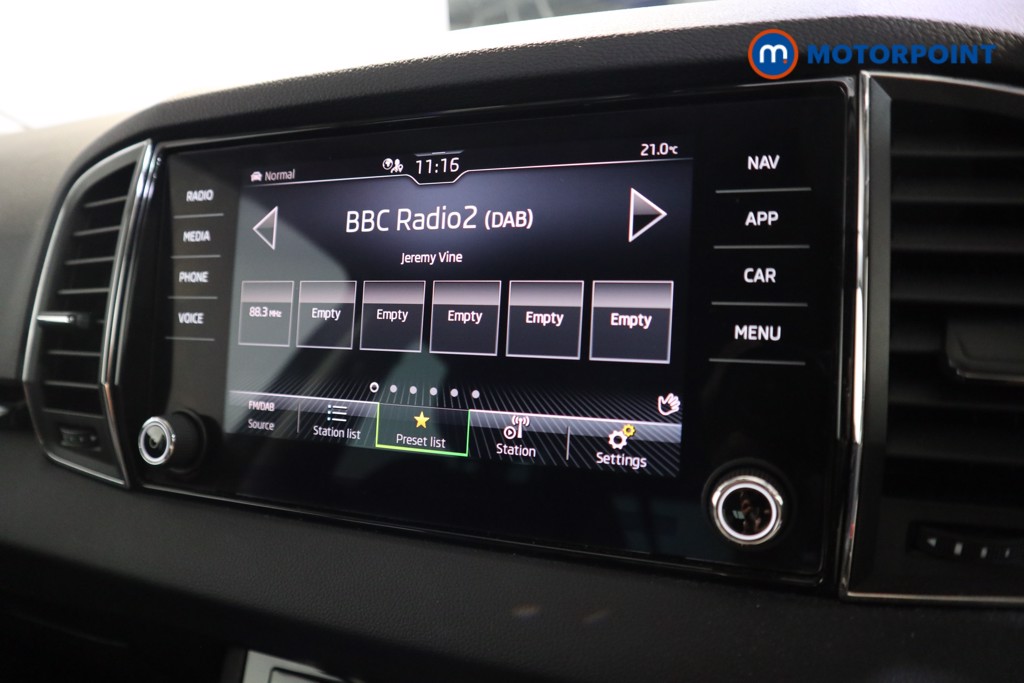 m MOTORPOINT
Normal
11:16
21.0°C
RADIO
MEDIA
PHONE
VOICE
BBC Radio2 (DAB)
Jeremy Vine
88.3 MHz
Empty
Empty
Empty
Empty
Empty
FM/DAB
Source
Station list
Preset list
Station
Settings
NAV
APP
CAR
MENU